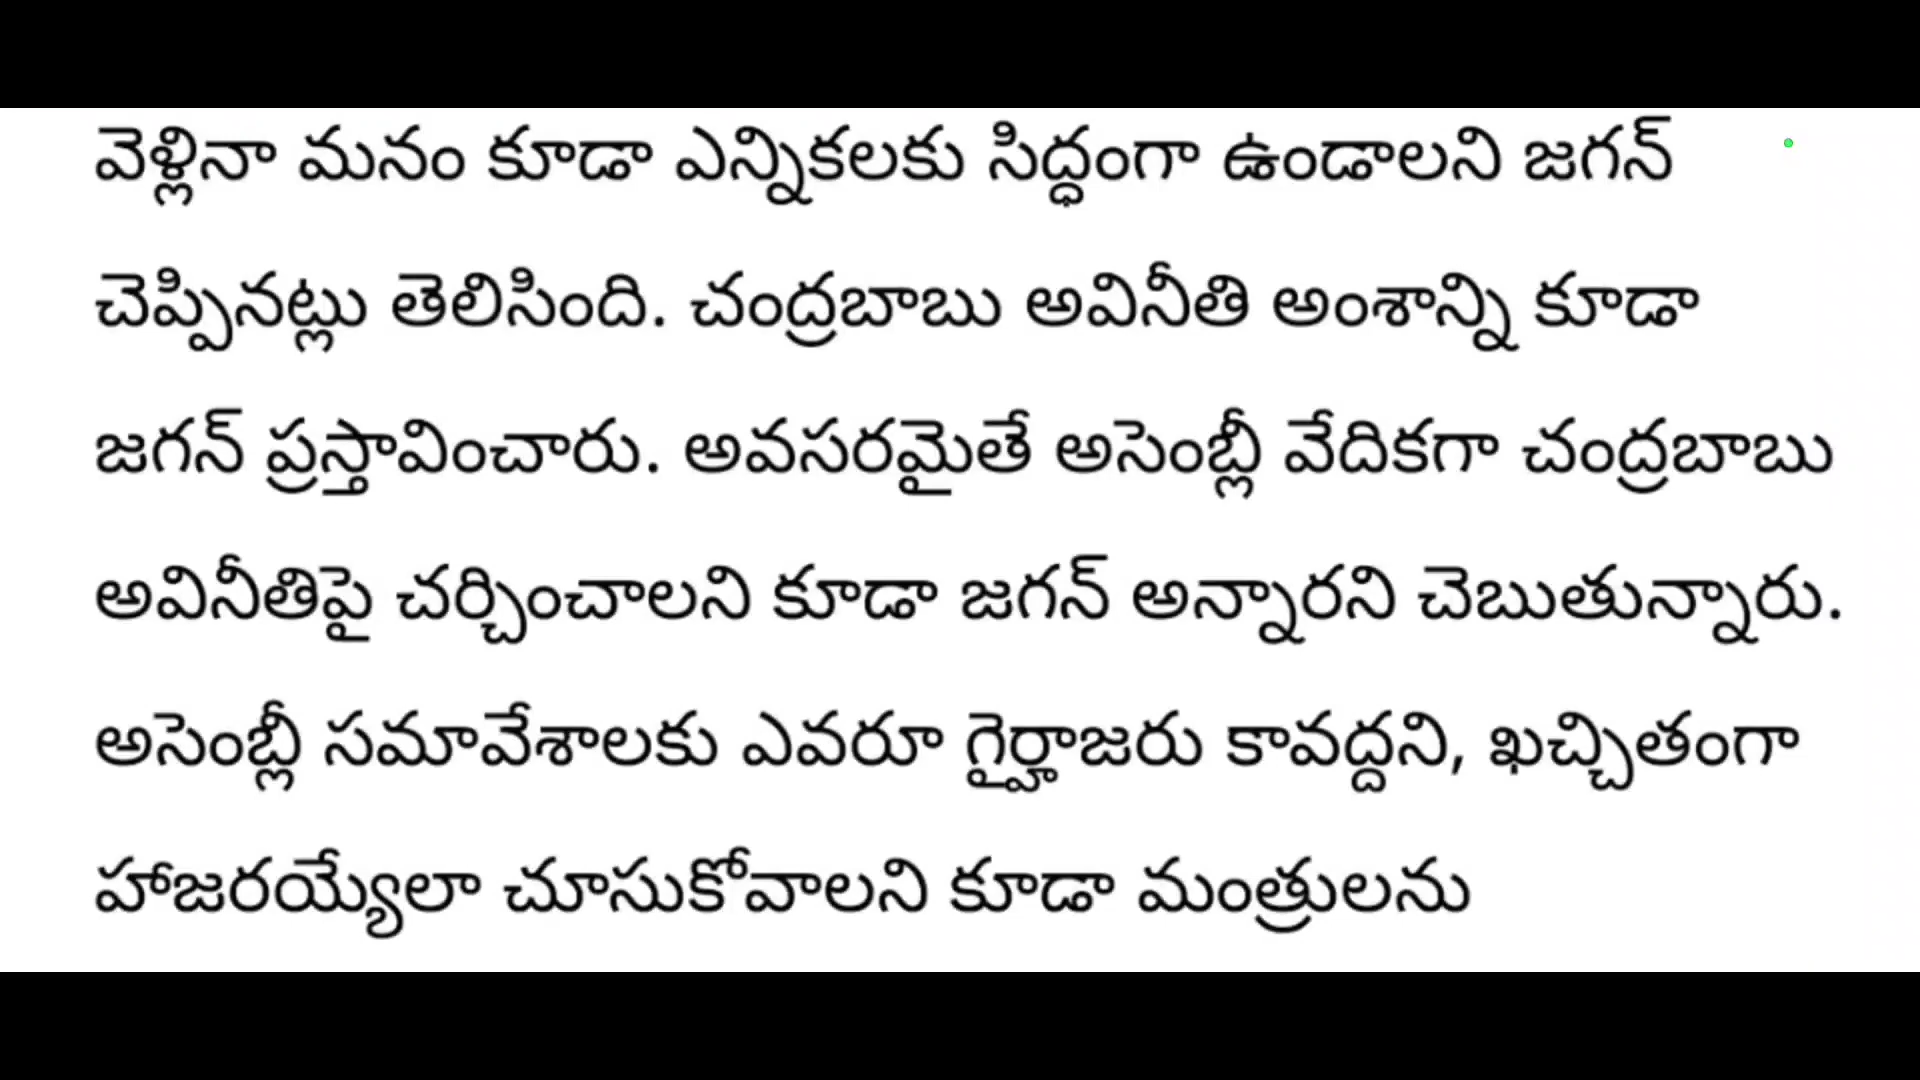 వెళ్లినా మనం కూడా ఎన్నికలకు సిద్ధంగా ఉండాలని జగన్
చెప్పినట్లు తెలిసింది. చంద్రబాబు అవినీతి అంశాన్ని కూడా
జగన్ ప్రస్తావించారు. అవసరమైతే అసెంబ్లీ వేదికగా చంద్రబాబు
అవినీతిపై చర్చించాలని కూడా జగన్ అన్నారని చెబుతున్నారు.
అసెంబ్లీ సమావేశాలకు ఎవరూ గైర్హాజరు కావద్దని, ఖచ్చితంగా
హాజరయ్యేలా చూసుకోవాలని కూడా మంత్రులను